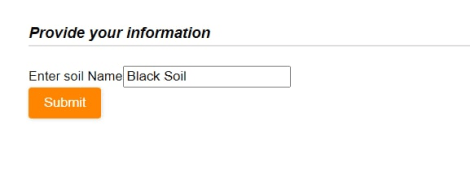 Provide your information
Enter soil Name Black Soil
Submit